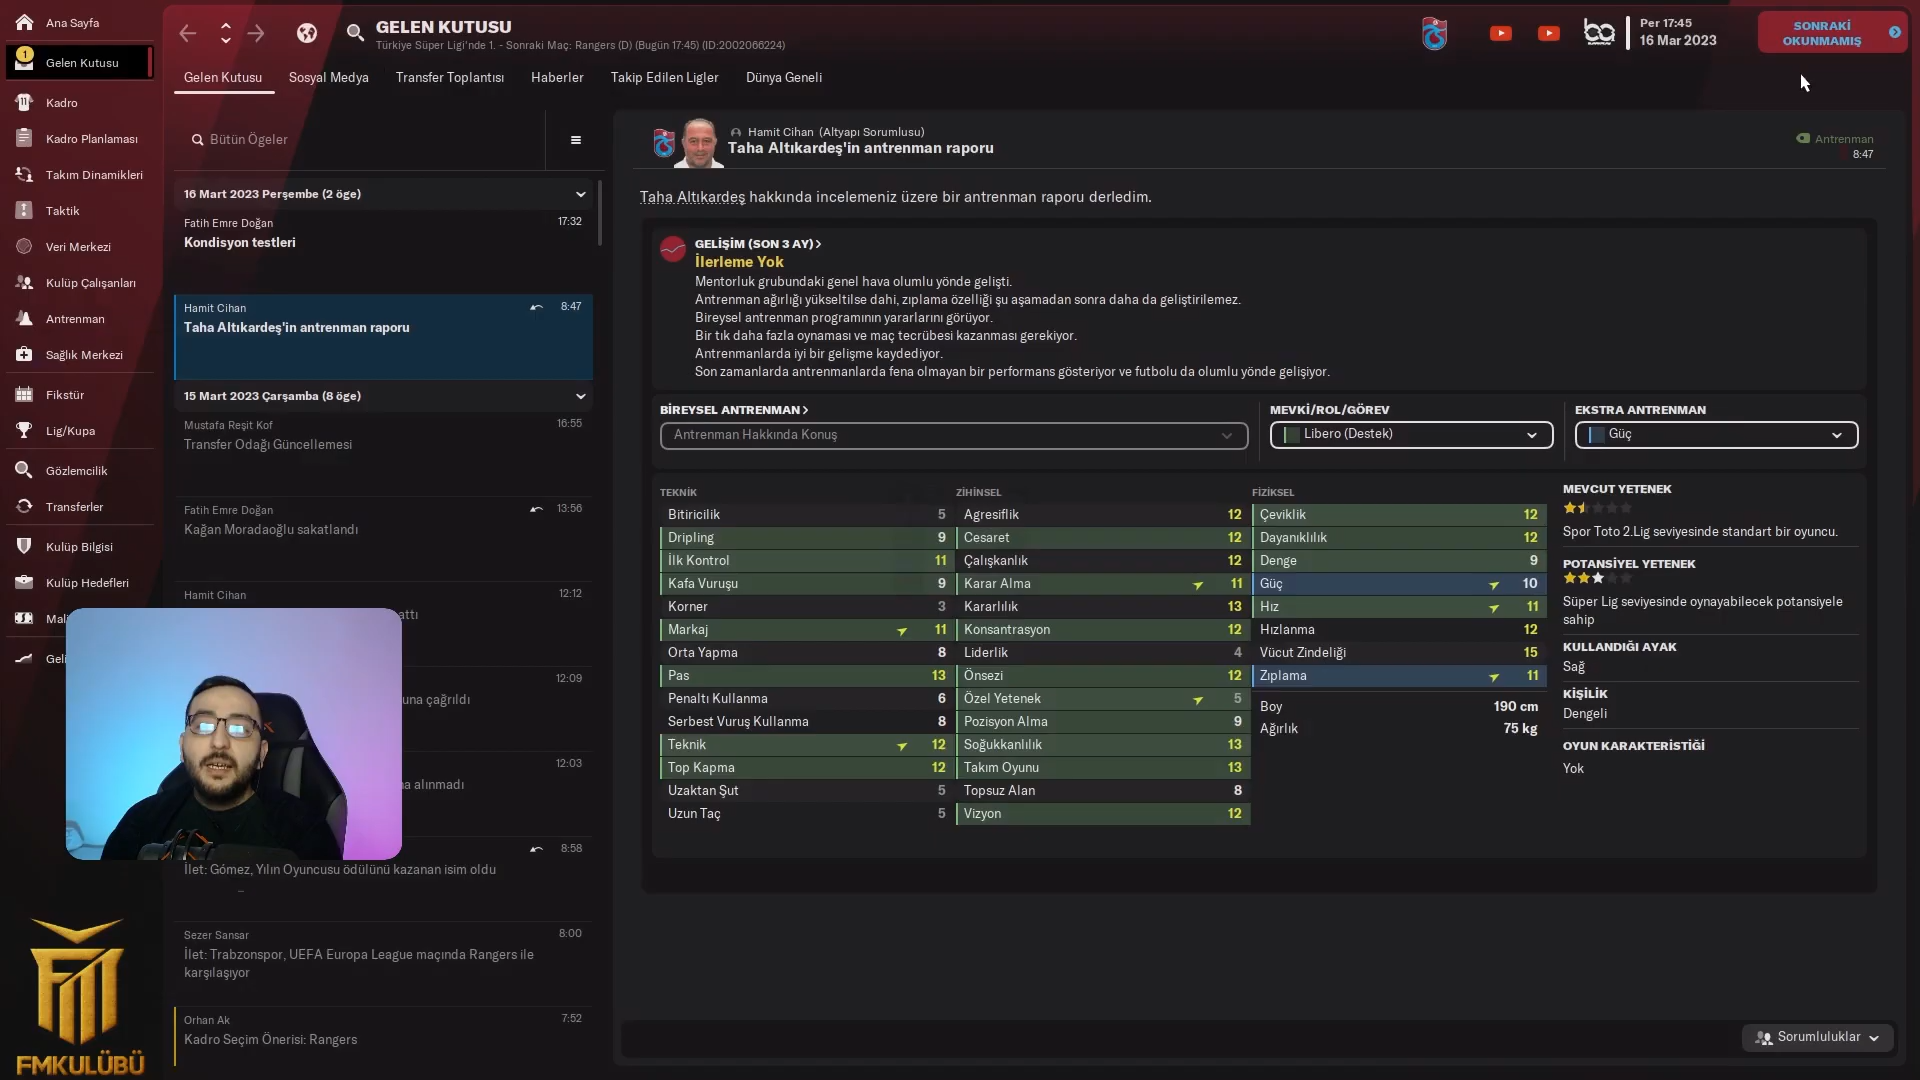 Ana Sayfa
1
Gelen Kutusu
Kadro
Kadro Planlaması
Takım Dinamikleri
Taktik
Veri Merkezi
Kulüp Çalışanları
Antrenman
Sağlık Merkezi
Fikstür
Lig/Kupa
Gözlemcilik
Transferler
Kulüp Bilgisi
Kulüp Hedefleri
FMKULÜBÜ
GELEN KUTUSU
Türkiye Süper Ligi'nde 1. - Sonraki Maç: Rangers (D) (Bugün 17:45) (ID:2002066224)
Per 17:45
16 Mar 2023
SONRAKİ
OKUNMAMIŞ
Gelen Kutusu
Sosyal Medya
Transfer Toplantısı
Haberler
Takip Edilen Ligler
Dünya Geneli
Bütün Ögeler
16 Mart 2023 Perşembe (2 öge)
Fatih Emre Doğan 17:32
Kondisyon testleri
Hamit Cihan 8:47
Taha Altıkardeş'in antrenman raporu
15 Mart 2023 Çarşamba (8 öge)
Mustafa Reşit Kof 16:55
Transfer Odağı Güncellemesi
Fatih Emre Doğan 13:56
Kağan Moradaoğlu sakatlandı
Hamit Cihan 12:12
attı
12:09
una çağrıldı
12:03
alınmadı
8:58
İlet: Gómez, Yılın Oyuncusu ödülünü kazanan isim oldu
Sezer Sansar 8:00
İlet: Trabzonspor, UEFA Europa League maçında Rangers ile
karşılaşıyor
Orhan Ak 7:52
Kadro Seçim Önerisi: Rangers
Hamit Cihan (Altyapı Sorumlusu)
Taha Altıkardeş'in antrenman raporu
Antrenman
8:47
Taha Altıkardeş hakkında incelemeniz üzere bir antrenman raporu derledim.
GELİŞİM (SON 3 AY)
İlerleme Yok
Mentorluk grubundaki genel hava olumlu yönde gelişti.
Antrenman ağırlığı yükseltilse dahi, zıplama özelliği şu aşamadan sonra daha da geliştirilemez.
Bireysel antrenman programının yararlarını görüyor.
Bir tık daha fazla oynaması ve maç tecrübesi kazanması gerekiyor.
Antrenmanlarda iyi bir gelişme kaydediyor.
Son zamanlarda antrenmanlarda fena olmayan bir performans gösteriyor ve futbolu da olumlu yönde gelişiyor.
BİREYSEL ANTRENMAN
Antrenman Hakkında Konuş
MEVKİ/ROL/GÖREV
Libero (Destek)
EKSTRA ANTRENMAN
Güç
TEKNİK
Bitiricilik 5
Dripling 9
İlk Kontrol 11
Kafa Vuruşu 9
Korner 3
Markaj 11
Orta Yapma 8
Pas 13
Penaltı Kullanma 6
Serbest Vuruş Kullanma 8
Teknik 12
Top Kapma 12
Uzaktan Şut 5
Uzun Taç 5
ZİHİNSEL
Agresiflik 12
Cesaret 12
Çalışkanlık 12
Karar Alma 11
Kararlılık 13
Konsantrasyon 12
Liderlik 4
Önsezi 12
Özel Yetenek 5
Pozisyon Alma 9
Soğukkanlılık 13
Takım Oyunu 13
Topsuz Alan 8
Vizyon 12
FİZİKSEL
Çeviklik 12
Dayanıklılık 12
Denge 9
Güç 10
Hız 11
Hızlanma 12
Vücut Zindeliği 15
Zıplama 11
Boy 190 cm
Ağırlık 75 kg
MEVCUT YETENEK
Spor Toto 2.Lig seviyesinde standart bir oyuncu.
POTANSİYEL YETENEK
Süper Lig seviyesinde oynayabilecek potansiyele
sahip
KULLANDIĞI AYAK
Sağ
KİŞİLİK
Dengeli
OYUN KARAKTERİSTİĞİ
Yok
Sorumluluklar